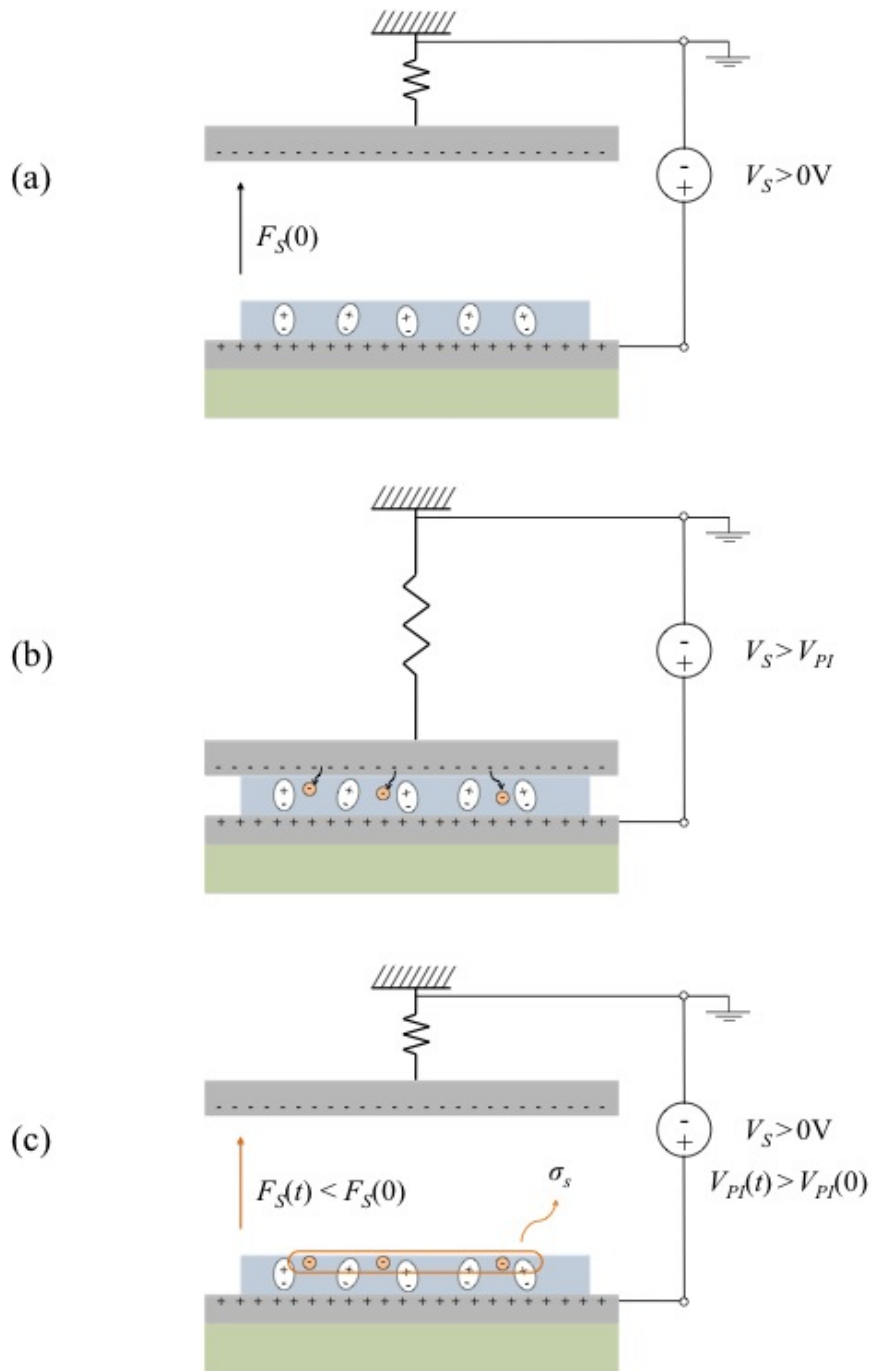 (a)
-
+
V_S>0V
F_S(0)
- - - - - - - - - - - - - - - - - - - -
+ + + + +
- - - - -
+ + + + + + + + + + + + + + + + + + + + + +
(b)
-
+
V_S>V_PI
- - - - - - - - - - - - - - - - - - - -
+ - + - + + - +
- - - - -
+ + + + + + + + + + + + + + + + + + + + + +
(c)
-
+
V_S>0V
V_PI(t)>V_PI(0)
- - - - - - - - - - - - - - - - - - - -
F_S(t)<F_S(0)
σ_s
+ - + - + + - +
- - - - -
+ + + + + + + + + + + + + + + + + + + + + +